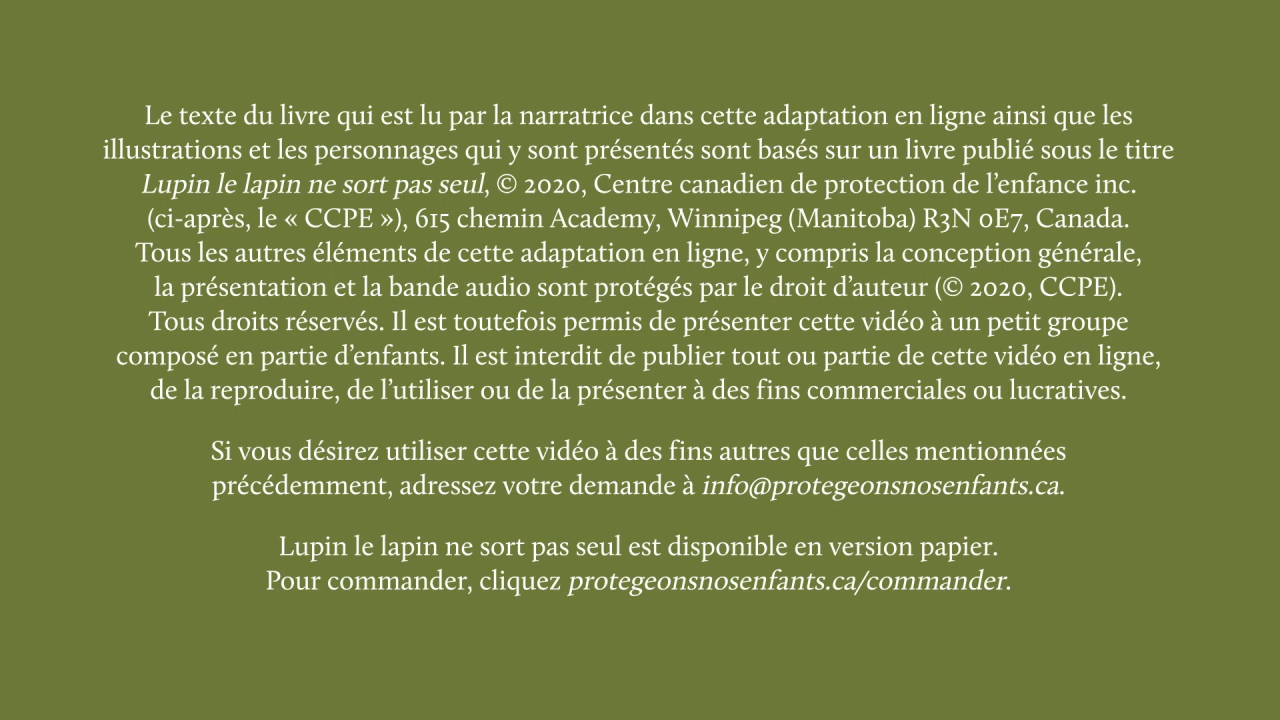 Le texte du livre qui est lu par la narratrice dans cette adaptation en ligne ainsi que les
illustrations et les personnages qui y sont présentés sont basés sur un livre publié sous le titre
Lupin le lapin ne sort pas seul, © 2020, Centre canadien de protection de l’enfance inc.
(ci-après, le « CCPE »), 615 chemin Academy, Winnipeg (Manitoba) R3N 0E7, Canada.
Tous les autres éléments de cette adaptation en ligne, y compris la conception générale,
la présentation et la bande audio sont protégés par le droit d’auteur (© 2020, CCPE).
Tous droits réservés. Il est toutefois permis de présenter cette vidéo à un petit groupe
composé en partie d’enfants. Il est interdit de publier tout ou partie de cette vidéo en ligne,
de la reproduire, de l’utiliser ou de la présenter à des fins commerciales ou lucratives.
Si vous désirez utiliser cette vidéo à des fins autres que celles mentionnées
précédemment, adressez votre demande à info@protegeonsnosenfants.ca.
Lupin le lapin ne sort pas seul est disponible en version papier.
Pour commander, cliquez protegeonsnosenfants.ca/commander.